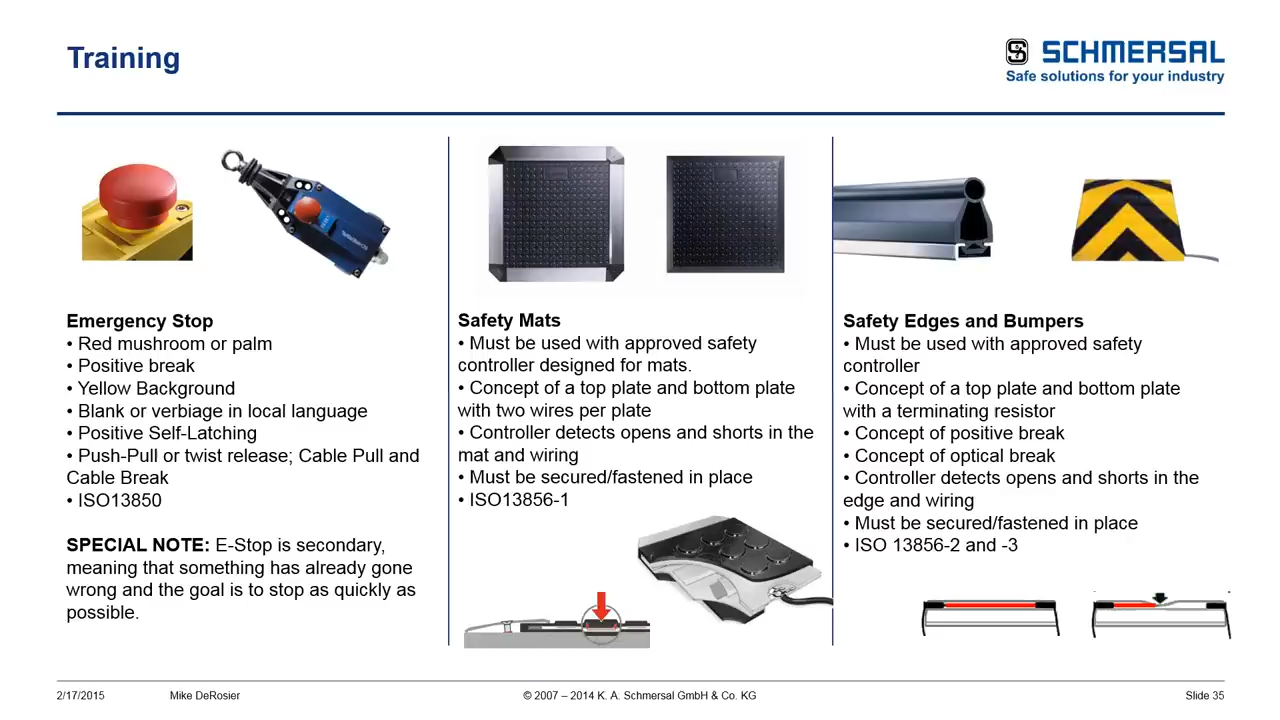 Training
SCHMERSAL
Safe solutions for your industry
Emergency Stop
• Red mushroom or palm
• Positive break
• Yellow Background
• Blank or verbiage in local language
• Positive Self-Latching
• Push-Pull or twist release; Cable Pull and
Cable Break
• ISO13850
SPECIAL NOTE: E-Stop is secondary,
meaning that something has already gone
wrong and the goal is to stop as quickly as
possible.
Safety Mats
• Must be used with approved safety
controller designed for mats.
• Concept of a top plate and bottom plate
with two wires per plate
• Controller detects opens and shorts in the
mat and wiring
• Must be secured/fastened in place
• ISO13856-1
Safety Edges and Bumpers
• Must be used with approved safety
controller
• Concept of a top plate and bottom plate
with a terminating resistor
• Concept of positive break
• Concept of optical break
• Controller detects opens and shorts in the
edge and wiring
• Must be secured/fastened in place
• ISO 13856-2 and -3
2/17/2015
Mike DeRosier
© 2007 – 2014 K. A. Schmersal GmbH & Co. KG
Slide 35